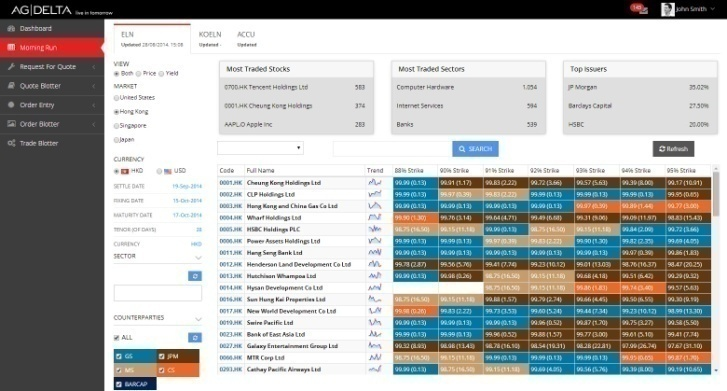 AG|DELTA live in tomorrow
145
John Smith
Dashboard
Morning Run
Request For Quote
Quote Blotter
Order Entry
Order Blotter
Trade Blotter
ELN
Updated 28/08/2014, 15:08
KOELN
Updated -
ACCU
Updated
VIEW
Both Price Yield
MARKET
United States
Hong Kong
Singapore
Japan
CURRENCY
HKD USD
SETTLE DATE 19-Sep-2014
FIXING DATE 15-Oct-2014
MATURITY DATE 17-Oct-2014
TENOR (OF DAYS) 28
CURRENCY HKD
SECTOR
COUNTERPARTIES
ALL
GS JPM
MS CS
BARCAP
Most Traded Stocks
0700.HK Tencent Holdings Ltd 583
0001.HK Cheung Kong Holdings 374
AAPL.O Apple Inc 283
Most Traded Sectors
Computer Hardware 1,054
Internet Services 594
Banks 539
Top Issuers
JP Morgan 35.02%
Barclays Capital 27.50%
HSBC 20.00%
SEARCH
Refresh
Code Full Name Trend 88% Strike 90% Strike 91% Strike 92% Strike 93% Strike 94% Strike 95% Strike
0001.HK Cheung Kong Holdings Ltd 99.99 (0.13) 99.91 (1.17) 99.83 (2.22) 99.72 (3.66) 99.57 (5.63) 99.39 (8.00) 99.17 (10.91)
0002.HK CLP Holdings Ltd 99.99 (0.13) 99.83 (2.22) 99.99 (0.13) 99.99 (0.13) 99.99 (0.13) 99.95 (0.65)
0003.HK Hong Kong and China Gas Co Ltd 99.99 (0.13) 99.99 (0.13) 99.99 (0.13) 99.99 (0.13) 99.97 (0.39) 99.89 (1.44) 99.77 (3.00)
0004.HK Wharf Holdings Ltd 99.90 (1.30) 99.76 (3.14) 99.64 (4.71) 99.49 (6.68) 99.31 (9.06) 99.09 (11.97) 98.83 (15.43)
0005.HK HSBC Holdings PLC 98.75 (16.50) 99.15 (11.18) 99.99 (0.13) 98.75 (16.50) 99.15 (11.18) 99.84 (2.09) 99.72 (3.66)
0006.HK Power Assets Holdings Ltd 99.99 (0.13) 99.99 (0.13) 99.97 (0.39) 99.83 (2.22) 99.90 (1.30) 99.82 (2.35) 99.69 (4.05)
0011.HK Hang Seng Bank Ltd 99.99 (0.13) 99.99 (0.13) 99.99 (0.13) 99.99 (0.13) 99.99 (0.13) 99.97 (0.39) 99.86 (1.83)
0012.HK Henderson Land Development Co Ltd 99.78 (2.87) 99.56 (5.76) 99.41 (7.74) 99.23 (10.12) 99.01 (13.03) 98.76 (16.37) 98.47 (20.25)
0013.HK Hutchison Whampoa Ltd 99.99 (0.13) 99.98 (0.26) 98.75 (16.50) 99.15 (11.18) 99.68 (4.18) 99.51 (6.42) 99.29 (9.32)
0014.HK Hysan Development Co Ltd 98.75 (16.50) 99.15 (11.18) 99.86 (1.83) 99.74 (3.40) 99.57 (5.63)
0016.HK Sun Hung Kai Properties Ltd 98.75 (16.50) 99.15 (11.18) 99.88 (1.57) 99.79 (2.74) 99.66 (4.45) 99.50 (6.55) 99.30 (9.19)
0017.HK New World Development Co Ltd 99.98 (0.26) 99.83 (2.22) 99.73 (3.53) 99.60 (5.24) 99.44 (7.34) 99.23 (10.12) 98.99 (13.30)
0019.HK Swire Pacific Ltd 99.99 (0.13) 99.99 (0.13) 99.99 (0.13) 99.96 (0.52) 99.87 (1.70) 99.75 (3.27) 99.58 (5.50)
0023.HK Bank of East Asia Ltd 99.99 (0.13) 99.96 (0.52) 99.88 (1.57) 99.77 (3.00) 99.61 (5.10) 99.41 (7.74)
0027.HK Galaxy Entertainment Group Ltd 99.32 (8.93) 98.98 (13.43) 98.78 (16.10) 98.54 (19.31) 98.28 (22.81) 97.99 (26.74) 97.67 (31.10)
0066.HK MTR Corp Ltd 98.75 (16.50) 99.15 (11.18) 99.99 (0.13) 99.99 (0.13) 99.99 (0.13) 99.95 (0.65) 99.87 (1.70)
0293.HK Cathay Pacific Airways Ltd 99.99 (0.13) 99.15 (11.18) 99.99 (0.13) 99.69 (4.05) 99.56 (5.76) 99.39 (8.00) 99.19 (10.65)